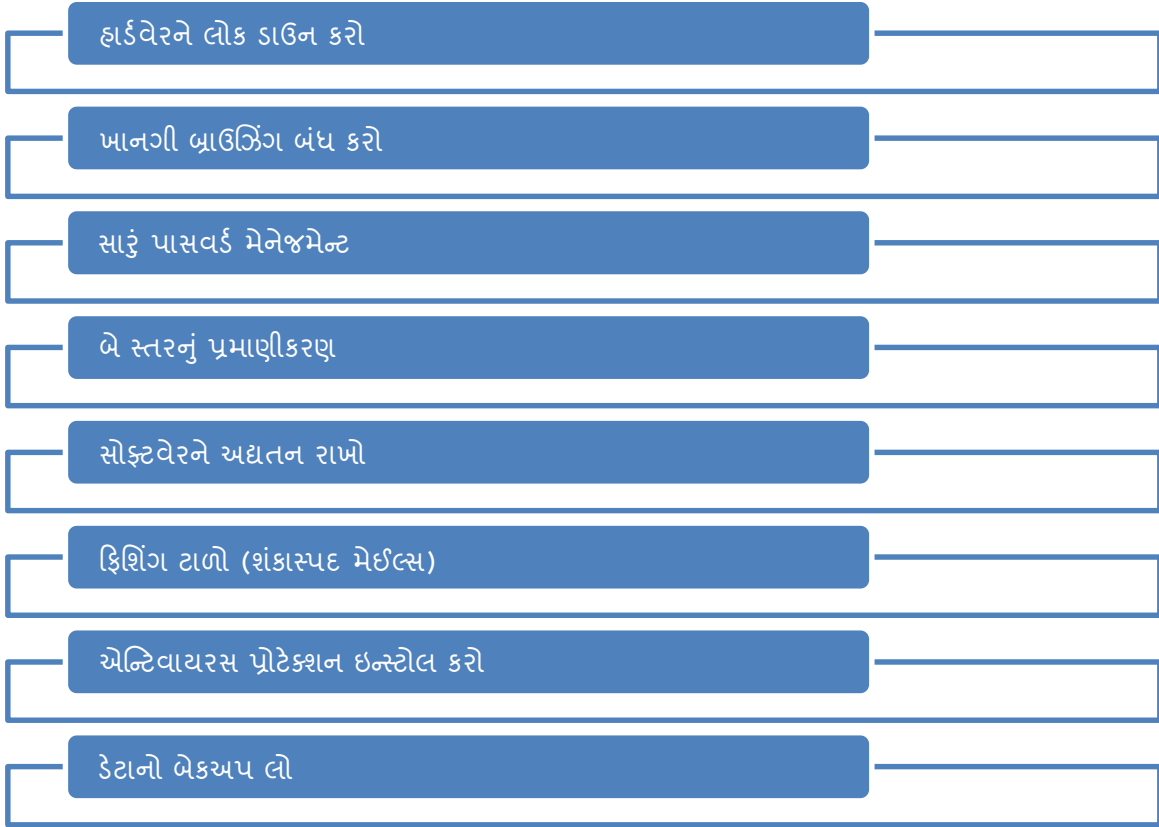 હાર્ડવેરને લોક ડાઉન કરો
ખાનગી બ્રાઉઝિંગ બંધ કરો
સારું પાસવર્ડ મેનેજમેન્ટ
બે સ્તરનું પ્રમાણીકરણ
સોફ્ટવેરને અદ્યતન રાખો
ફિશિંગ ટાળો (શંકાસ્પદ મેઈલ્સ)
એન્ટિવાયરસ પ્રોટેક્શન ઇન્સ્ટોલ કરો
ડેટાનો બેકઅપ લો